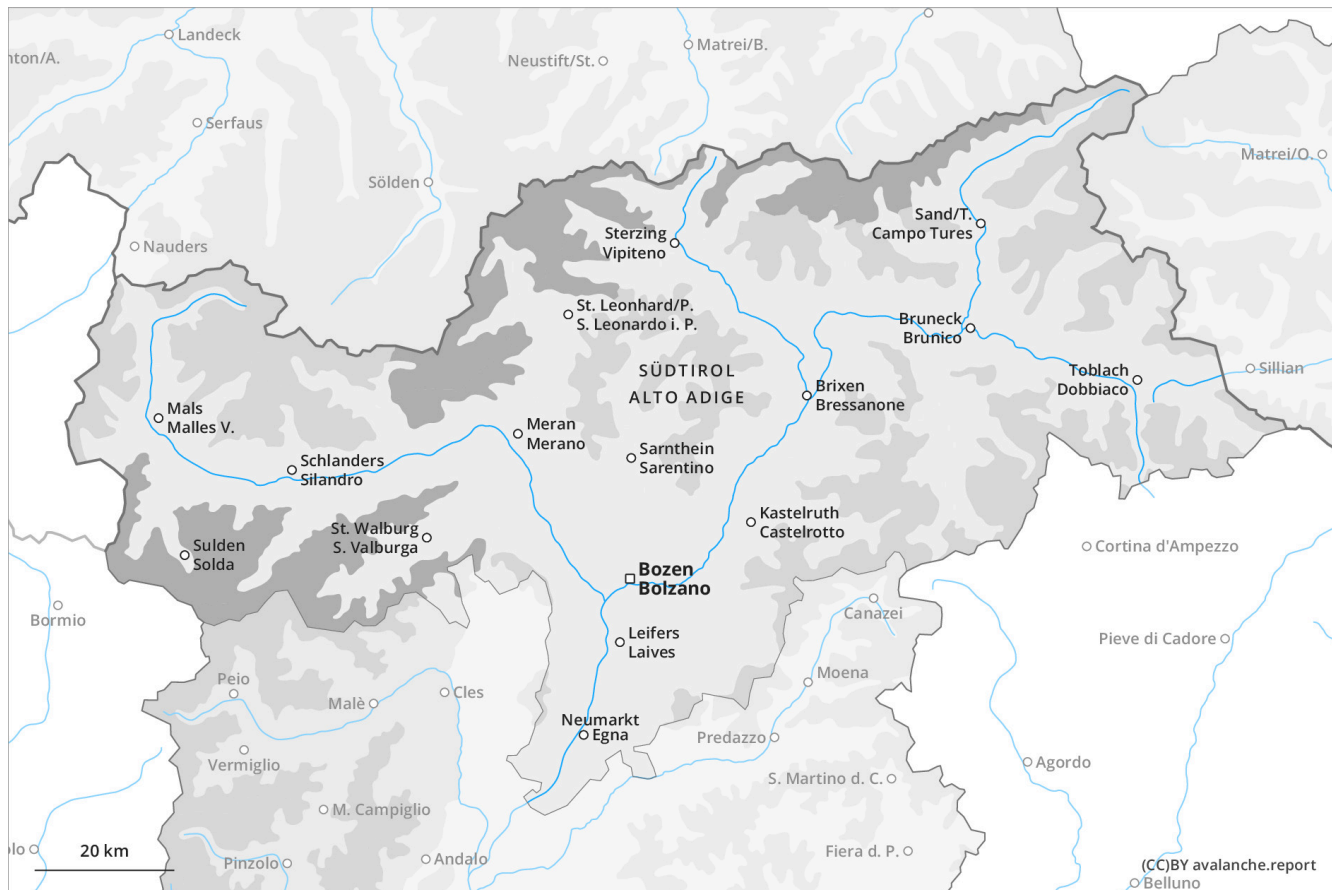 Landeck
Matrei/B.
nton/A.
Neustift/St.
Serfaus
Matrei/O.
Sölden
Sand/T.
Campo Tures
Sterzing
Vipiteno
Nauders
St. Leonhard/P.
S. Leonardo i. P.
Bruneck
Brunico
SÜDTIROL
ALTO ADIGE
Toblach
Dobbiaco
Sillian
Brixen
Bressanone
Mals
Malles V.
Meran
Merano
Schlanders
Silandro
Sarnthein
Sarentino
Kastelruth
Castelrotto
St. Walburg
S. Valburga
Sulden
Solda
Cortina d'Ampezzo
Bozen
Bolzano
Bormio
Canazei
Leifers
Laives
Pieve di Cadore
Peio
Malè
Cles
Moena
Neumarkt
Egna
Predazzo
Vermiglio
Agordo
S. Martino d. C.
M. Campiglio
olo
20 km
Pinzolo
Andalo
Fiera d. P.
(CC)BY avalanche.report
Belluno